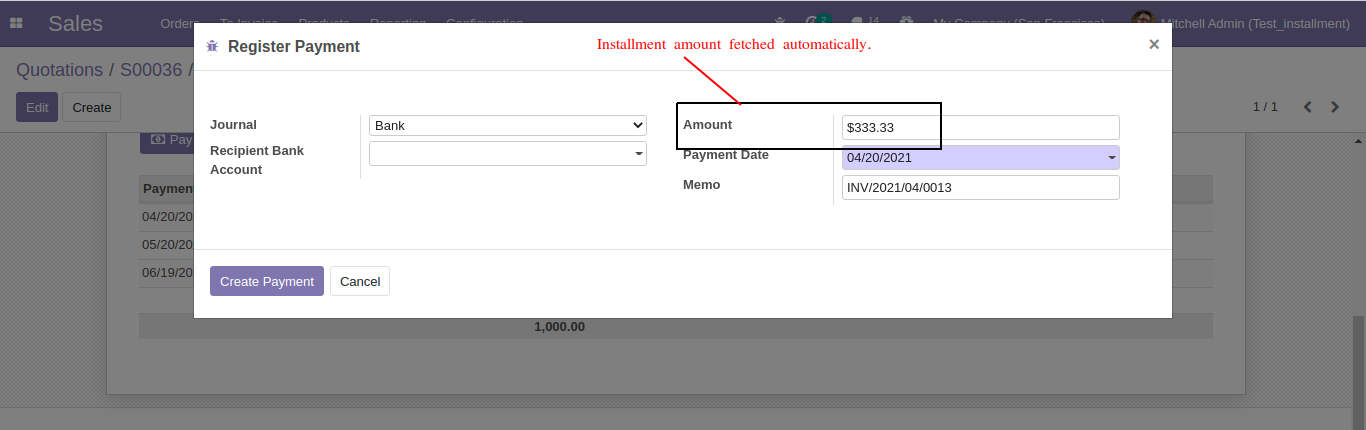 Sales
Orders To Invoice Products Reporting Configuration
2 14 My Company (San Francisco) Mitchell Admin (Test_installment)
Register Payment
Installment amount fetched automatically.
×
Quotations / S00036 /
Edit Create
1 / 1
Journal
Bank
Amount
$333.33
Recipient Bank
Account
Payment Date
04/20/2021
Memo
INV/2021/04/0013
Pay
Payment
04/20/20
05/20/20
06/19/20
Create Payment Cancel
1,000.00